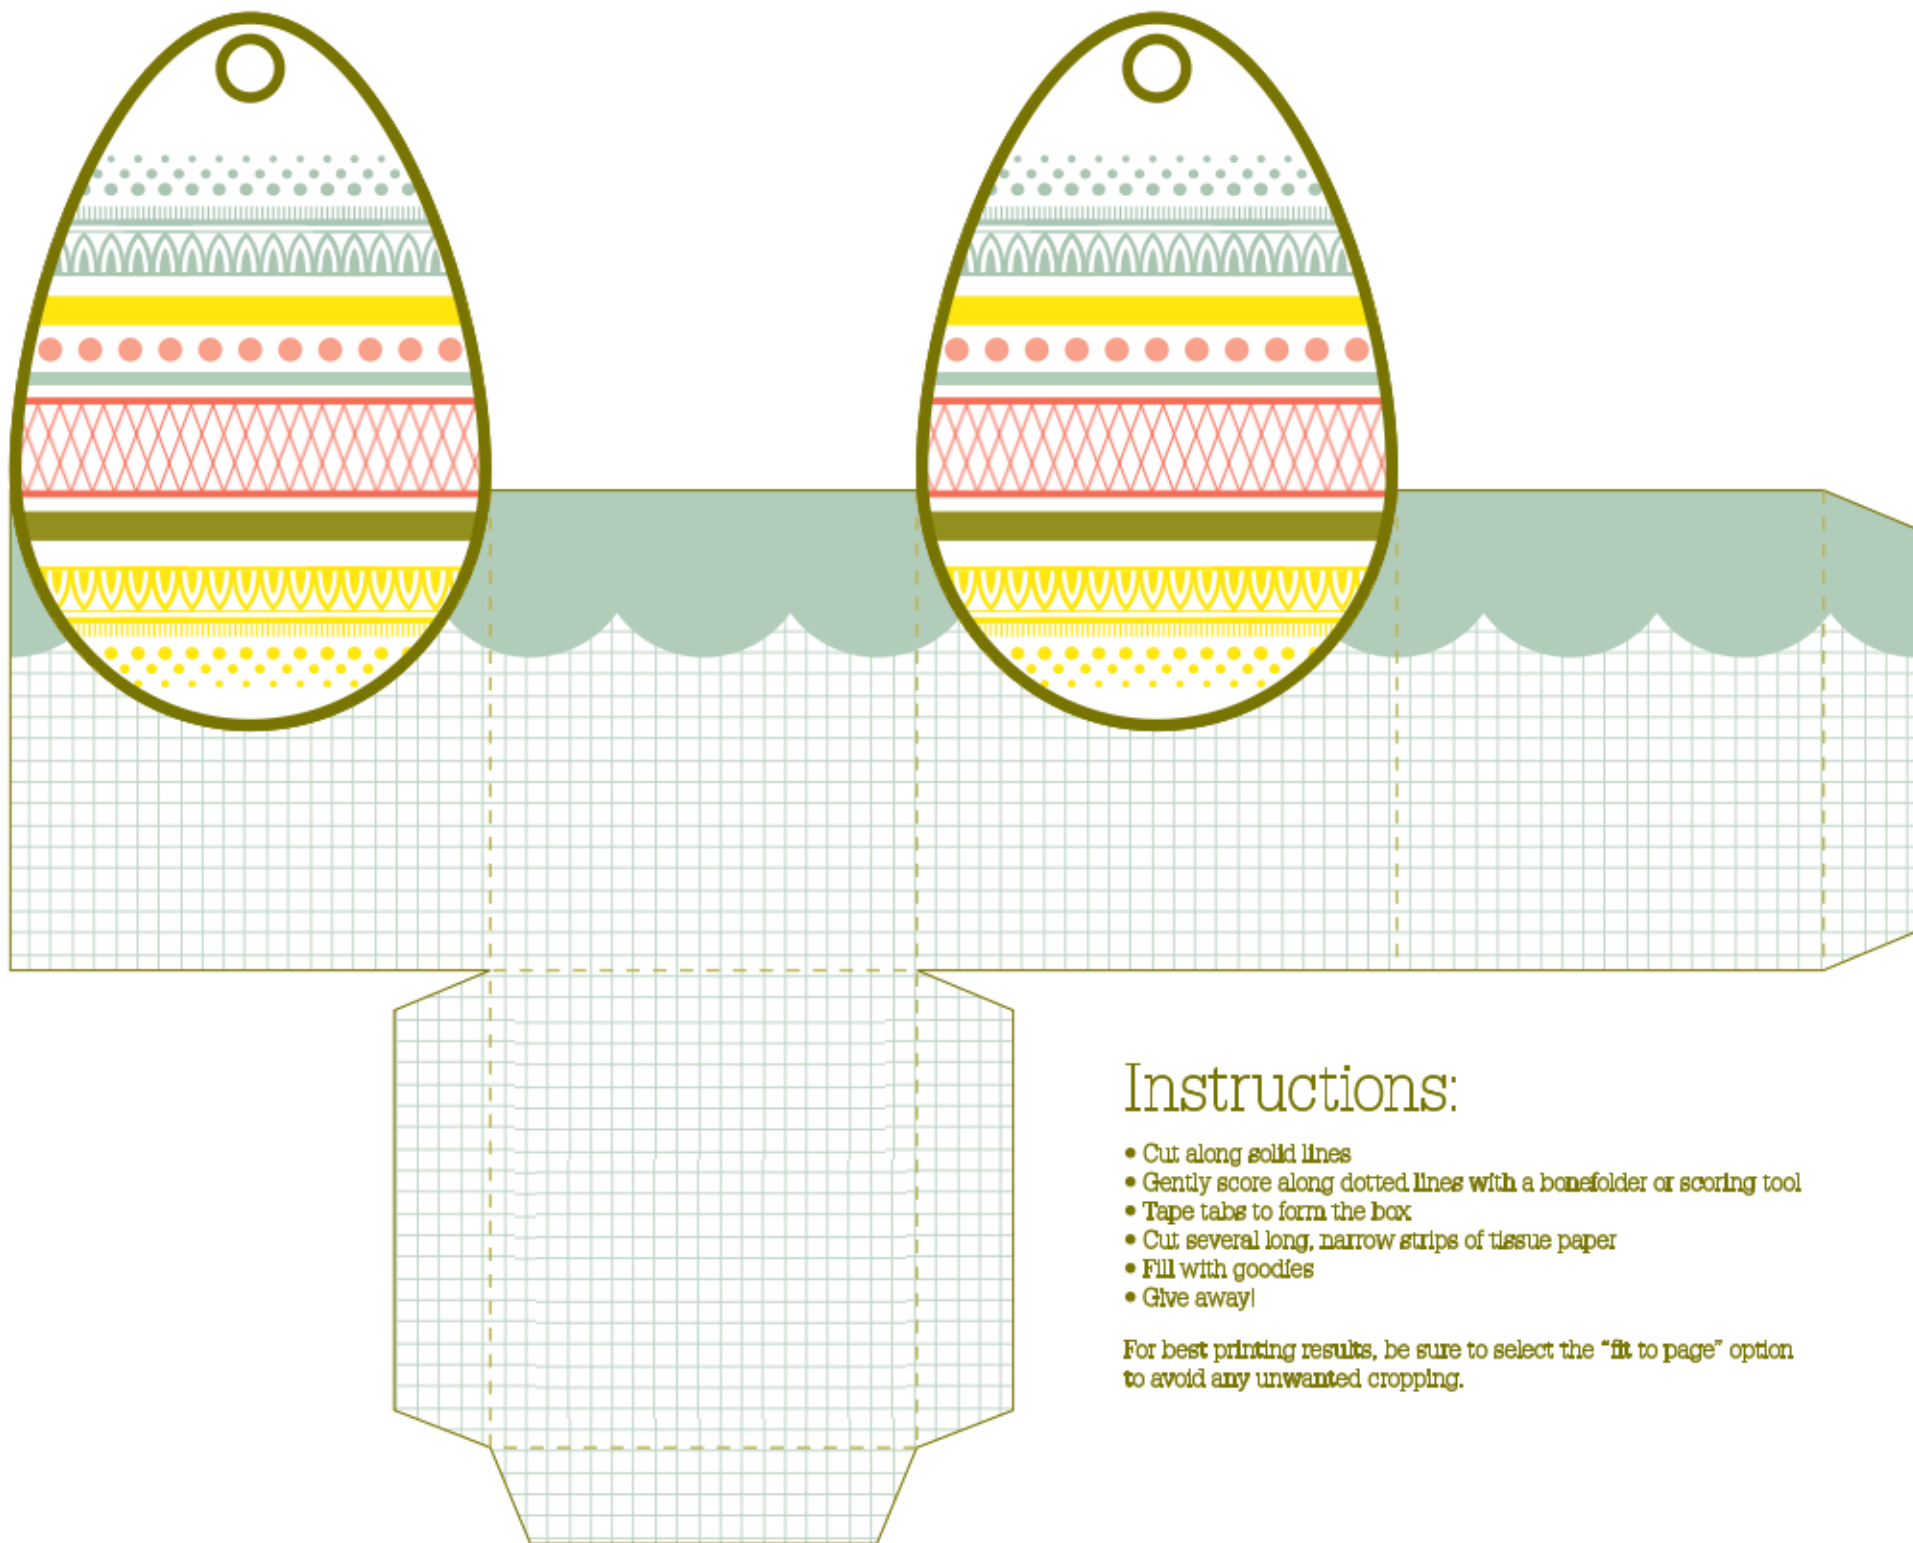 Instructions:
• Cut along solid lines
• Gently score along dotted lines with a bonefolder or scoring tool
• Tape tabs to form the box
• Cut several long, narrow strips of tissue paper
• Fill with goodies
• Give away!
For best printing results, be sure to select the “fit to page” option
to avoid any unwanted cropping.